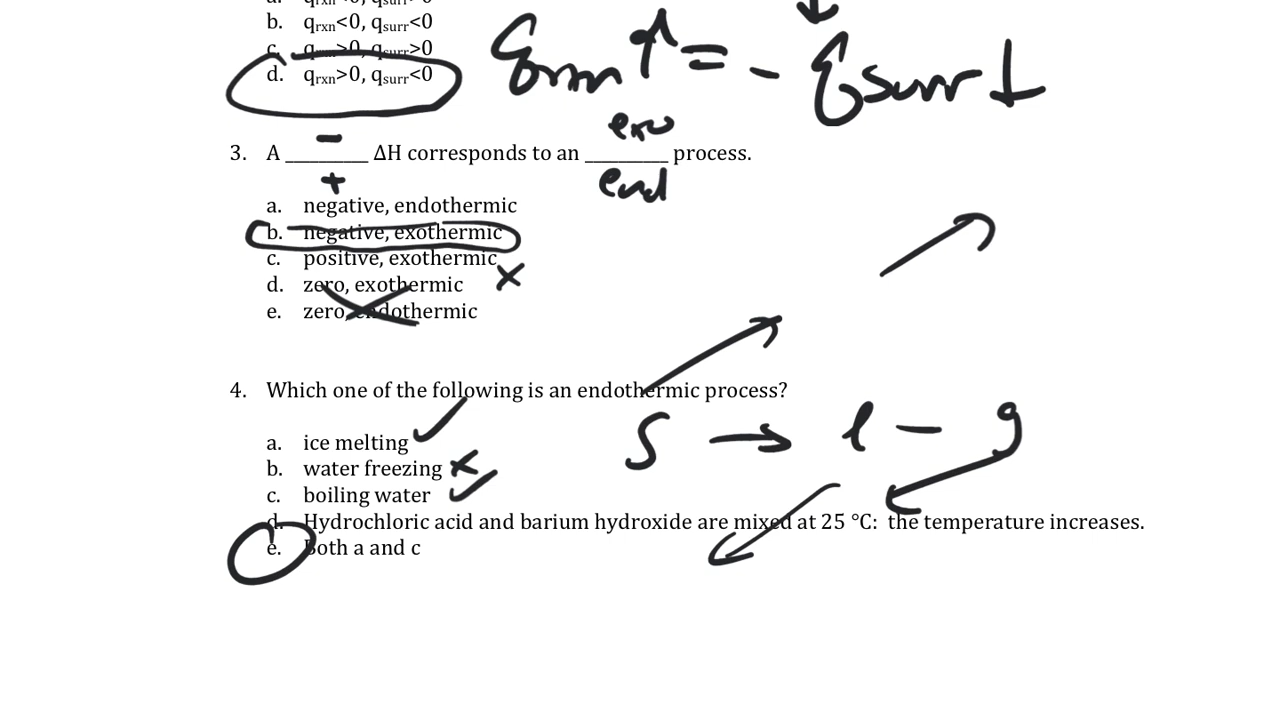 b. qrxn<0, qsurr<0
c. qrxn>0, qsurr>0
d. qrxn>0, qsurr<0
qrxn ↑ = - qsurr ↓
-
exo
3. A _________ ΔH corresponds to an _________ process.
+
end
a. negative, endothermic
b. negative, exothermic
c. positive, exothermic
d. zero, exothermic
e. zero, endothermic
4. Which one of the following is an endothermic process?
s → l - g
a. ice melting
b. water freezing
c. boiling water
d. Hydrochloric acid and barium hydroxide are mixed at 25 °C: the temperature increases.
e. Both a and c